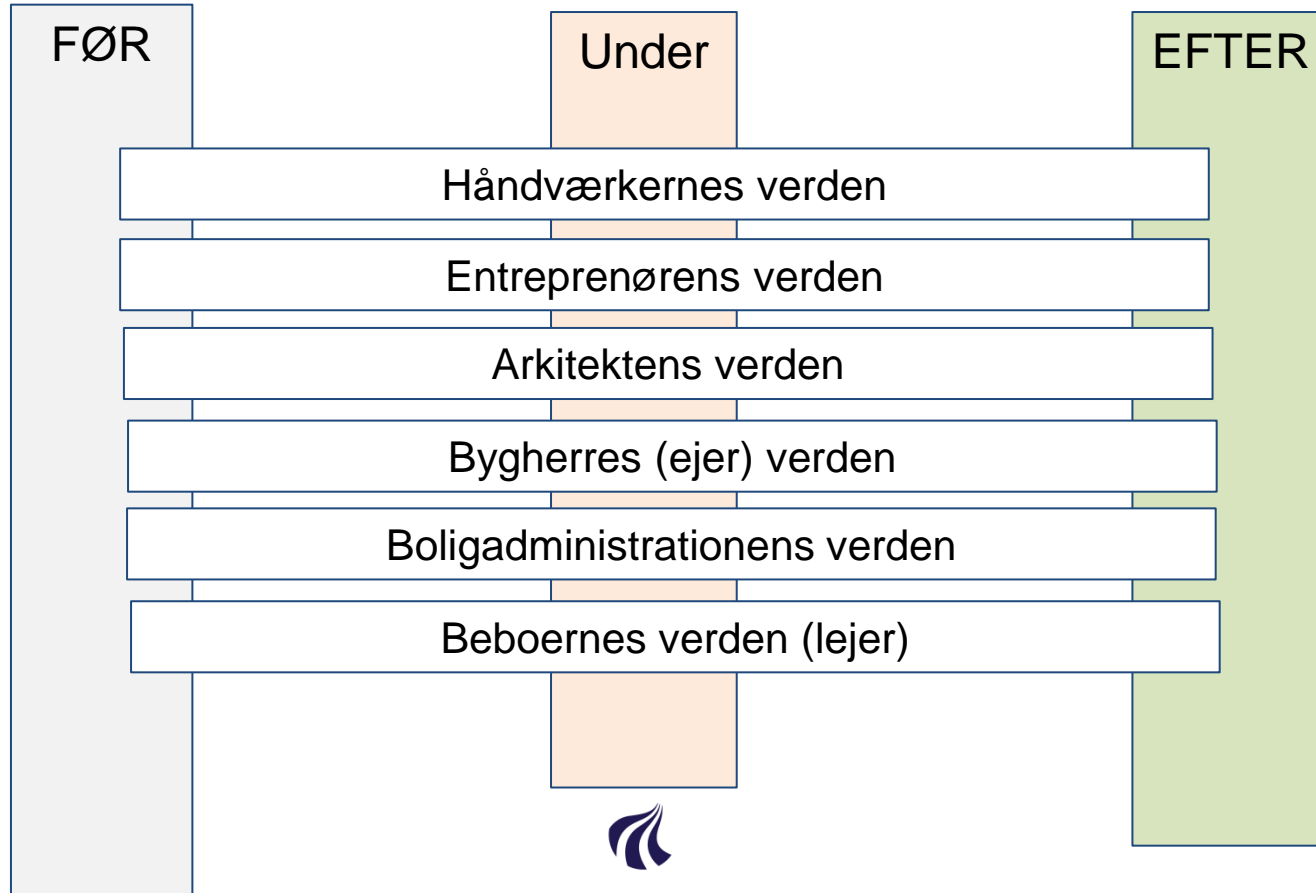 FØR
Under
EFTER
Håndværkernes verden
Entreprenørens verden
Arkitektens verden
Bygherres (ejer) verden
Boligadministrationens verden
Beboernes verden (lejer)